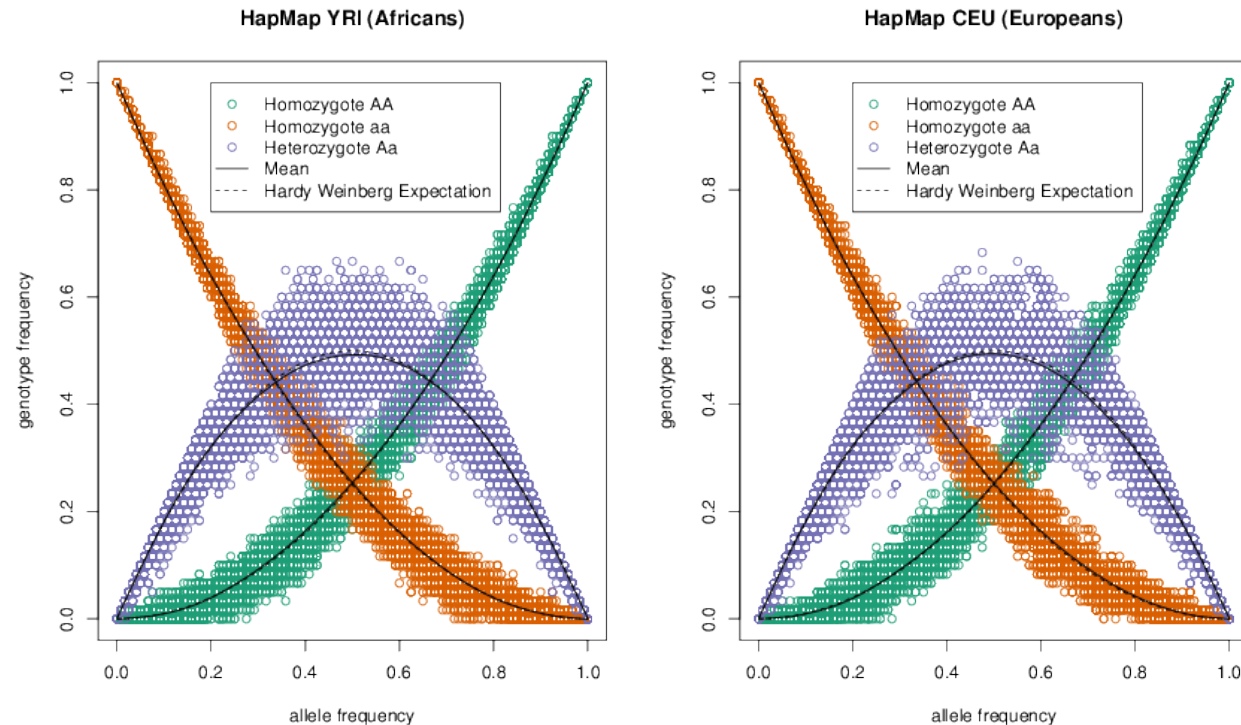 HapMap YRI (Africans)
genotype frequency
1.0
0.8
0.6
0.4
0.2
0.0
Homozygote AA
Homozygote aa
Heterozygote Aa
Mean
Hardy Weinberg Expectation
0.0 0.2 0.4 0.6 0.8 1.0
allele frequency
HapMap CEU (Europeans)
genotype frequency
1.0
0.8
0.6
0.4
0.2
0.0
Homozygote AA
Homozygote aa
Heterozygote Aa
Mean
Hardy Weinberg Expectation
0.0 0.2 0.4 0.6 0.8 1.0
allele frequency